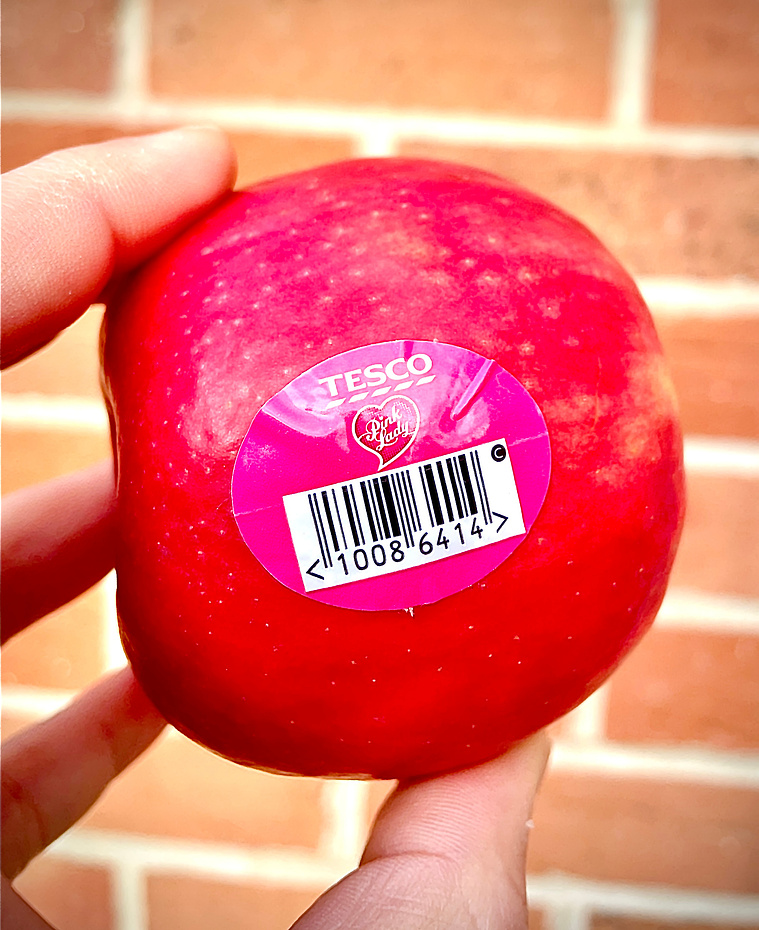 TESCO
Pink
Lady
C
<1008 6414>